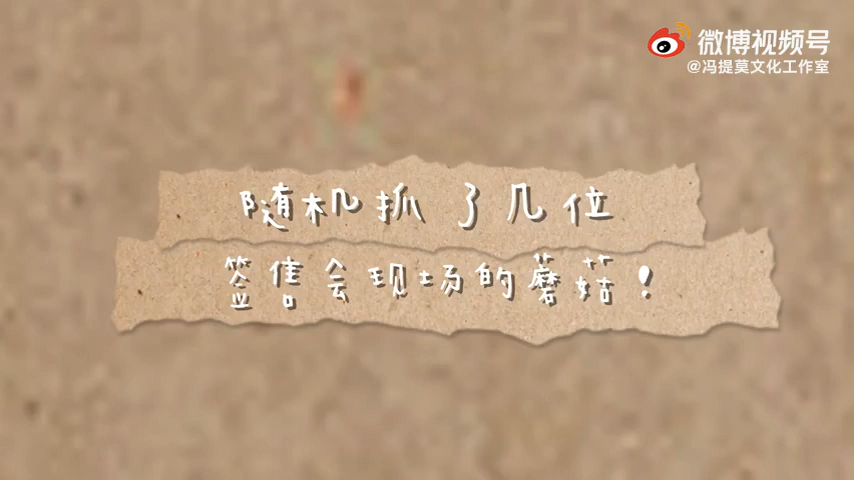 微博视频号
@冯提莫文化工作室
随机抓了几位
签售会现场的蘑菇！